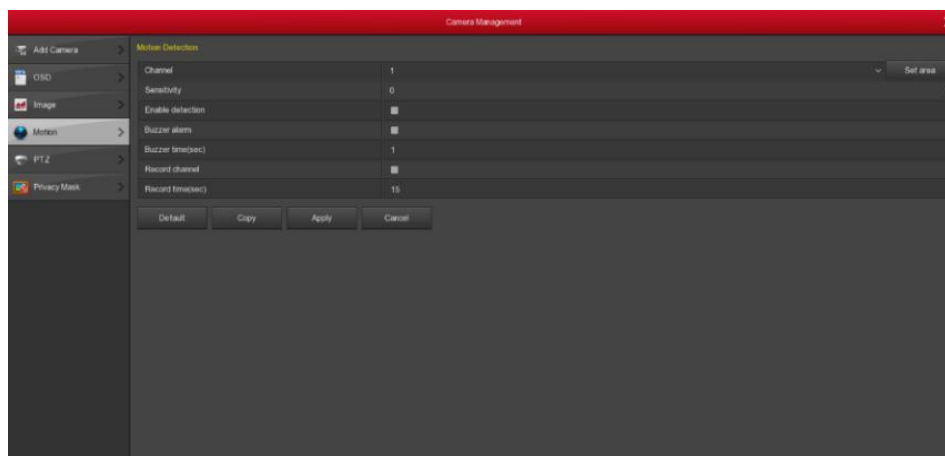 Camera Management
Add Camera
OSD
Image
Motion
PTZ
Privacy Mask
Motion Detection
Channel 1 Set area
Sensitivity 0
Enable detection
Buzzer alarm
Buzzer time(sec) 1
Record channel
Record time(sec) 15
Default Copy Apply Cancel